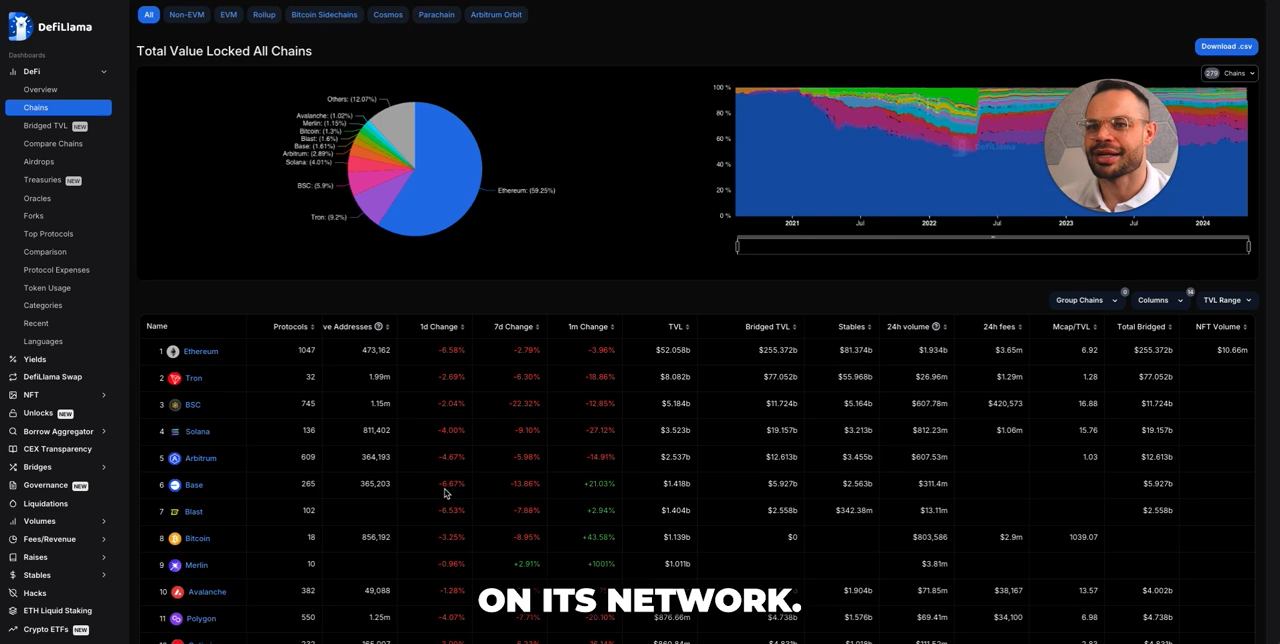 DefiLlama
Dashboards
DeFi
Overview
Chains
Bridged TVL NEW
Compare Chains
Airdrops
Treasuries NEW
Oracles
Forks
Top Protocols
Comparison
Protocol Expenses
Token Usage
Categories
Recent
Languages
Yields
DefiLlama Swap
NFT
Unlocks NEW
Borrow Aggregator
CEX Transparency
Bridges
Governance NEW
Liquidations
Volumes
Fees/Revenue
Raises
Stables
Hacks
ETH Liquid Staking
Crypto ETFs NEW
All Non-EVM EVM Rollup Bitcoin Sidechains Cosmos Parachain Arbitrum Orbit
Total Value Locked All Chains
Download .csv
279 Chains
Others: (12.07%)
Avalanche: (1.02%)
Merlin: (1.15%)
Bitcoin: (1.3%)
Blast: (1.6%)
Base: (1.61%)
Arbitrum: (2.89%)
Solana: (4.01%)
BSC: (5.9%)
Tron: (9.2%)
Ethereum: (59.25%)
100 %
80 %
60 %
40 %
20 %
0 %
DefiLlama
2021 Jul 2022 Jul 2023 Jul 2024
Group Chains 0 Columns 14 TVL Range
Name Protocols ve Addresses 1d Change 7d Change 1m Change TVL Bridged TVL Stables 24h volume 24h fees Mcap/TVL Total Bridged NFT Volume
1 Ethereum 1047 473,162 -6.58% -2.79% -3.96% $52.058b $255.372b $81.374b $1.934b $3.65m 6.92 $255.372b $10.66m
2 Tron 32 1.99m -2.69% -6.30% -18.86% $8.082b $77.052b $55.968b $26.96m $1.29m 1.28 $77.052b
3 BSC 745 1.15m -2.04% -22.32% -12.85% $5.184b $11.724b $5.164b $607.78m $420,573 16.88 $11.724b
4 Solana 136 811,402 -4.00% -9.10% -27.12% $3.523b $19.157b $3.213b $812.23m $1.06m 15.76 $19.157b
5 Arbitrum 609 364,193 -4.67% -5.98% -14.91% $2.537b $12.613b $3.455b $607.53m 1.03 $12.613b
6 Base 265 365,203 -6.67% -13.86% +21.03% $1.418b $5.927b $2.563b $311.4m $5.927b
7 Blast 102 -6.53% -7.88% +2.94% $1.404b $2.558b $342.38m $13.11m $2.558b
8 Bitcoin 18 856,192 -3.25% -8.95% +43.58% $1.139b $0 $803,586 $2.9m 1039.07
9 Merlin 10 -0.96% +2.91% +1001% $1.011b $3.81m
10 Avalanche 382 49,088 -1.28% $1.904b $71.85m $38,167 13.57 $4.002b
11 Polygon 550 1.25m -4.07% -7.71% -20.10% $876.66m $4.738b $1.576b $69.41m $34,100 6.98 $4.738b
ON ITS NETWORK.